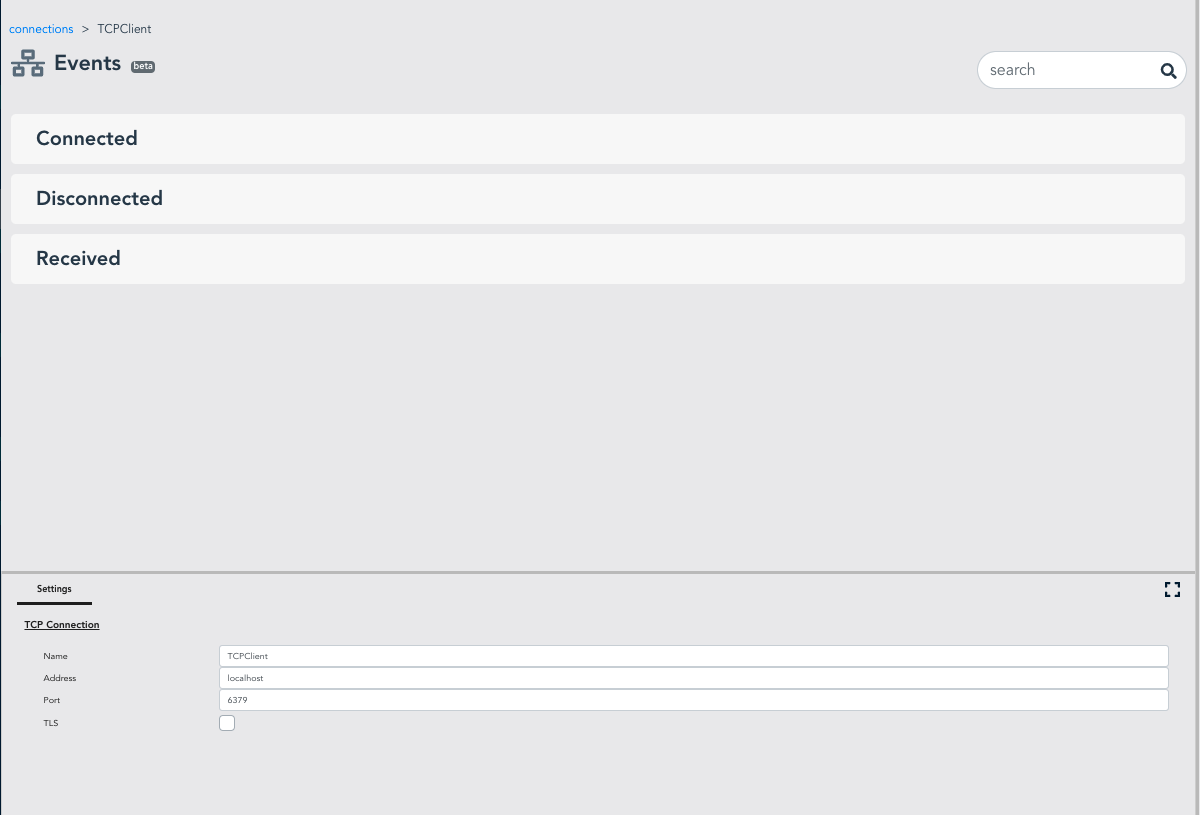 connections > TCPClient
Events beta
search
Connected
Disconnected
Received
Settings
TCP Connection
Name TCPClient
Address localhost
Port 6379
TLS